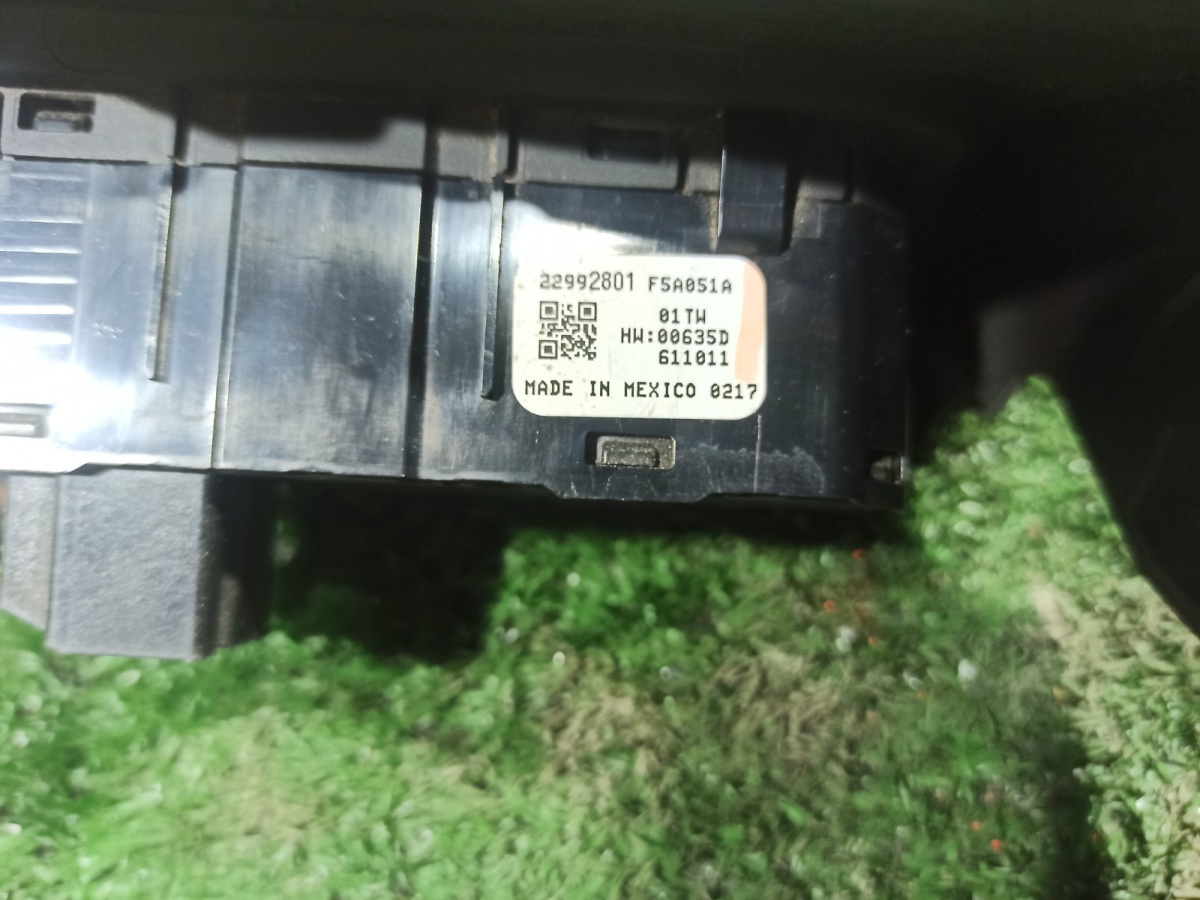 22992801 F5A051A
01TW
HW:00635D
611011
MADE IN MEXICO 0217